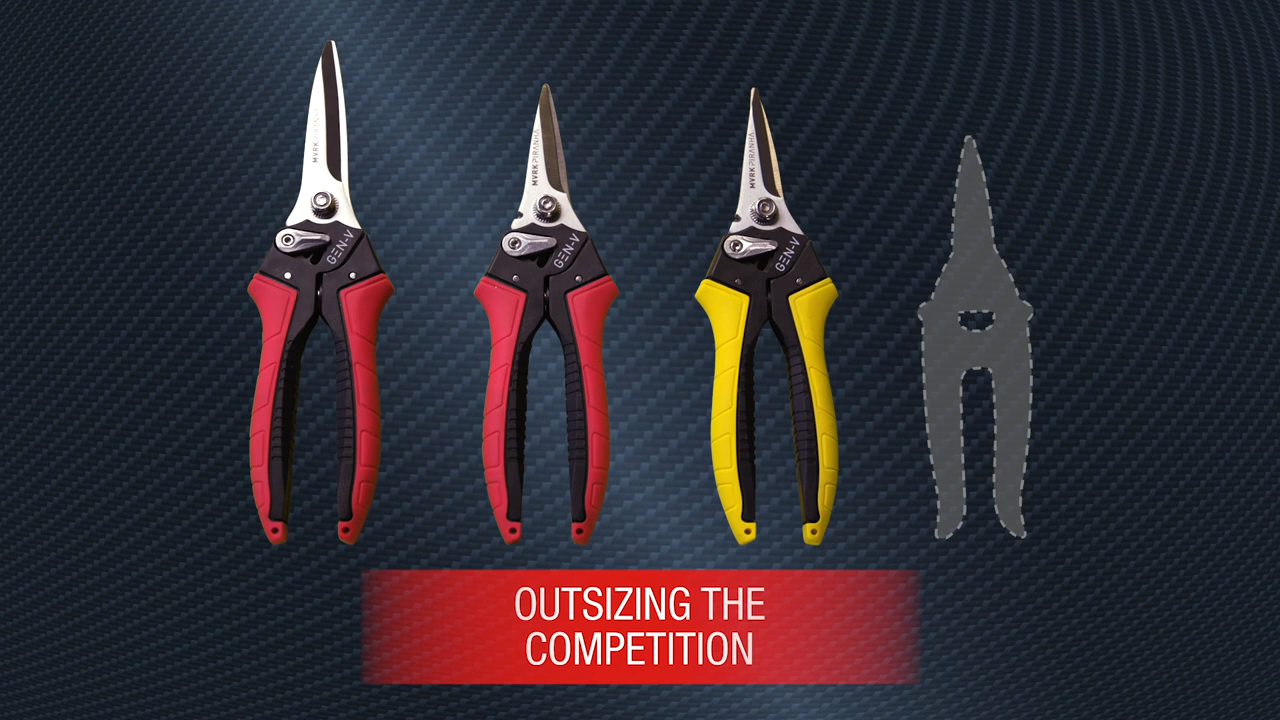 MVRK PIRANHA
GEN-V
MVRK PIRANHA
GEN-V
MVRK PIRANHA
GEN-V
OUTSIZING THE
COMPETITION